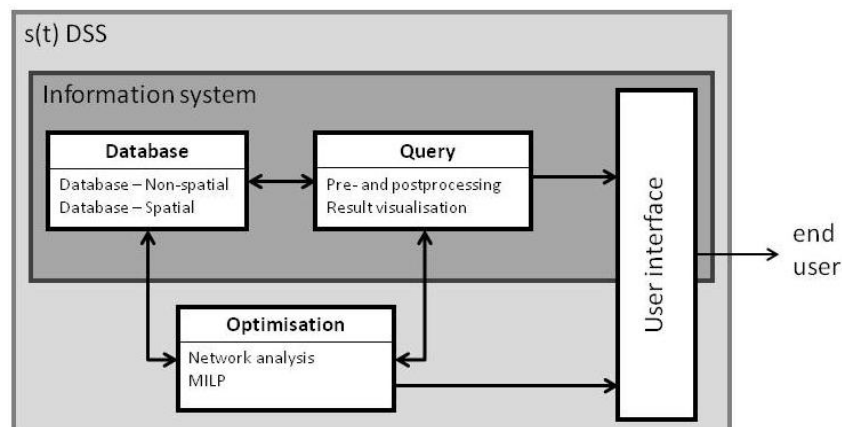 s(t) DSS
Information system
Database
Database – Non-spatial
Database – Spatial
Query
Pre- and postprocessing
Result visualisation
User interface
end
user
Optimisation
Network analysis
MILP